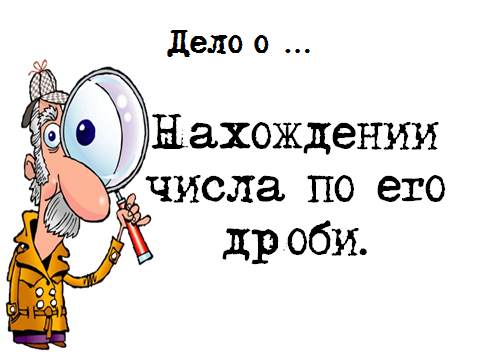 Дело о ...
Нахождении
числа по его
дроби.